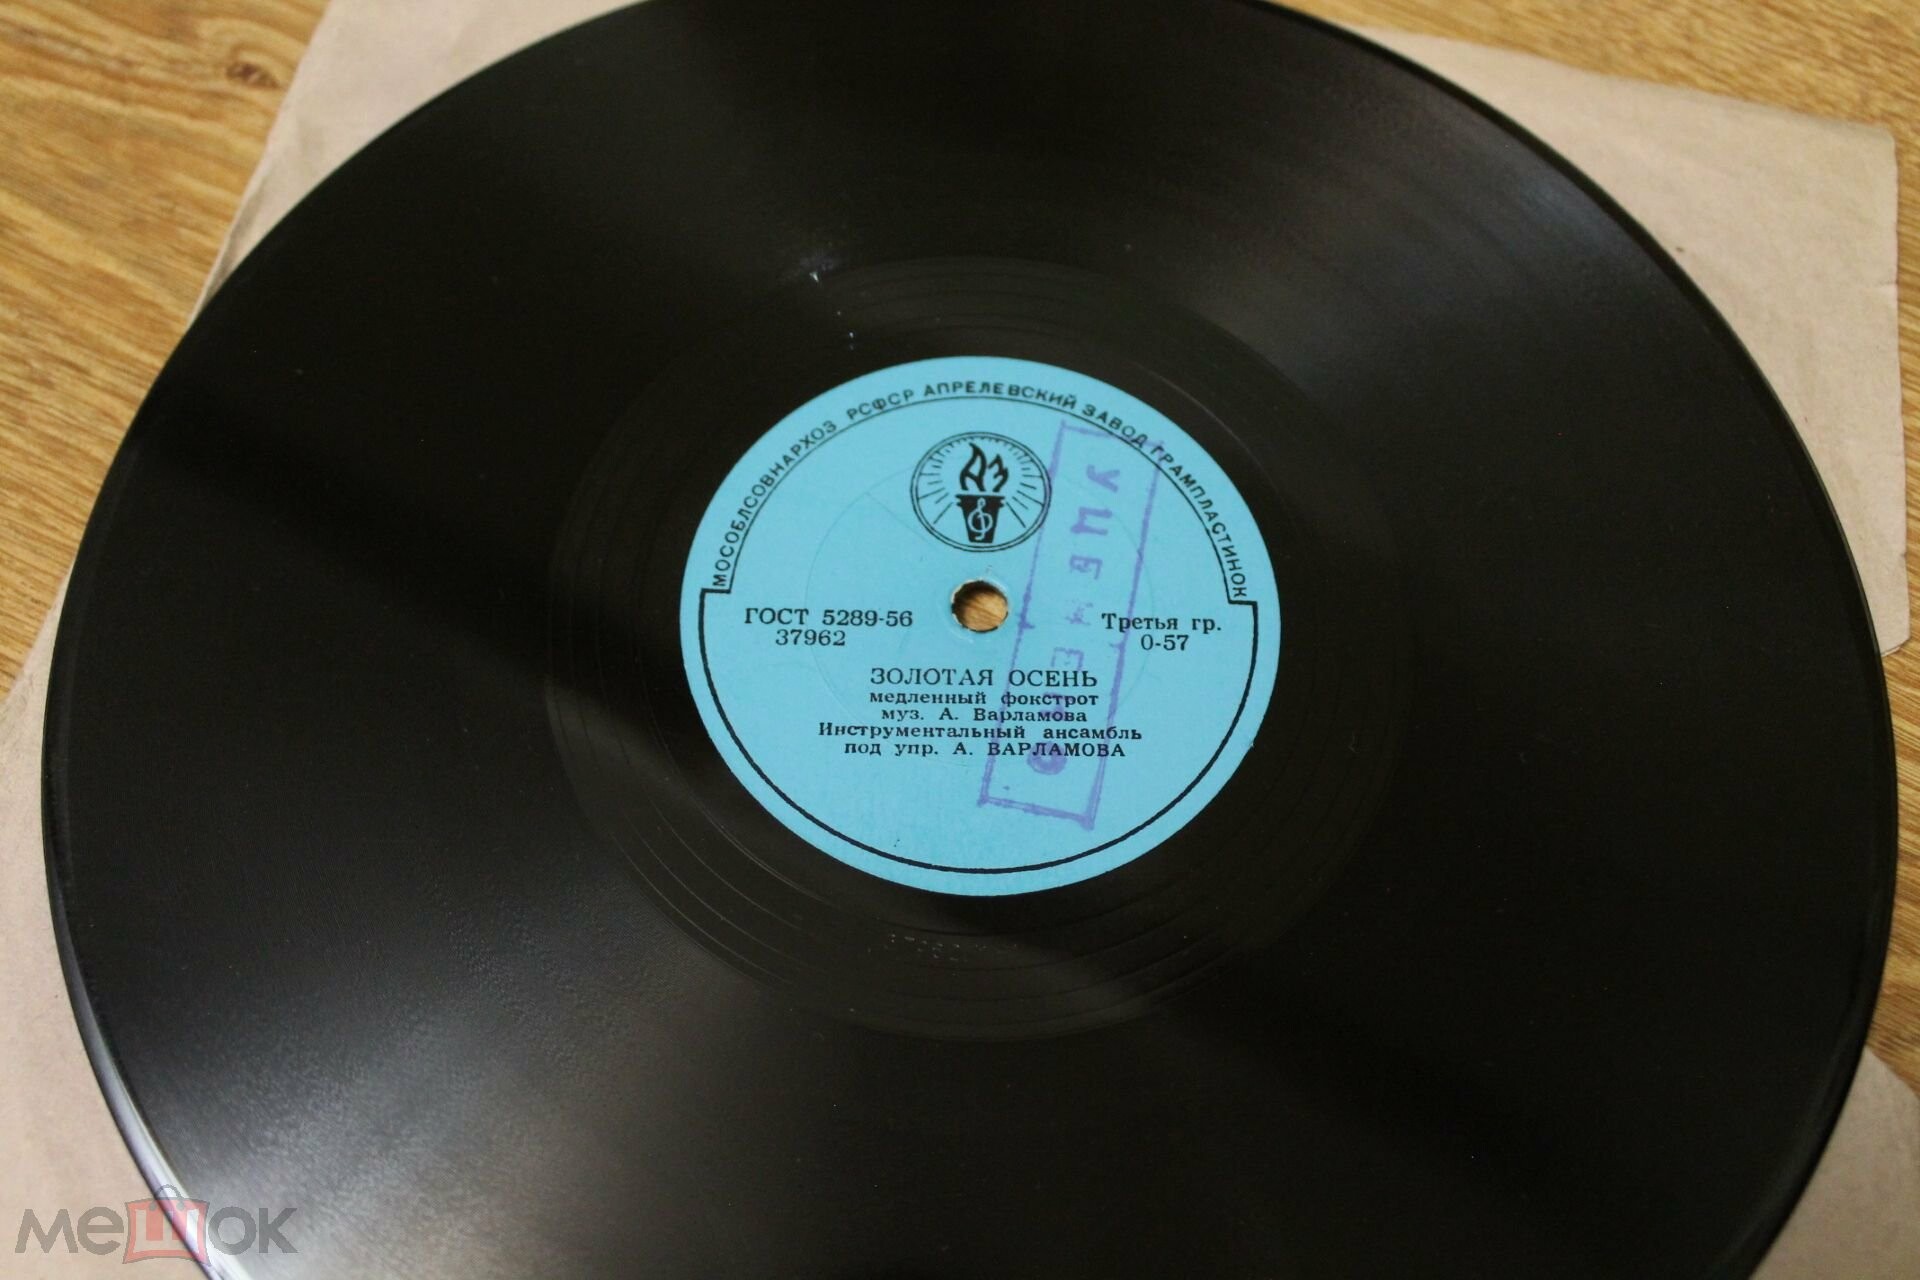 МОСОБЛСОВНАРХОЗ РСФСР АПРЕЛЕВСКИЙ ЗАВОД ГРАМПЛАСТИНОК
АЗ
ГОСТ 5289-56
37962
Третья гр.
0-57
ЗОЛОТАЯ ОСЕНЬ
медленный фокстрот
муз. А. Варламова
Инструментальный ансамбль
под упр. А. ВАРЛАМОВА
УЦЕНЕНО
мешок